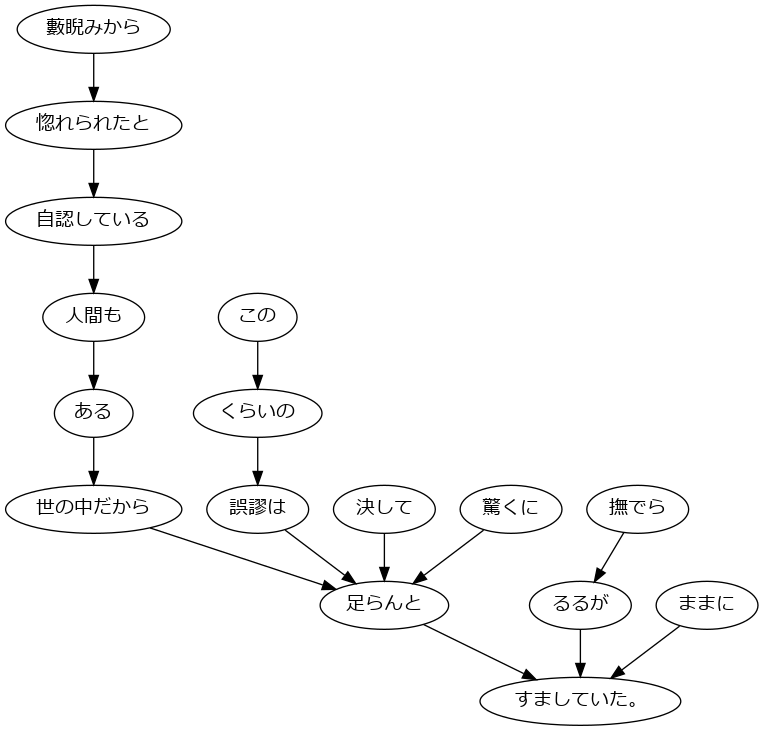 藪睨みから
惚れられたと
自認している
人間も
この
ある
くらいの
世の中だから
誤謬は
決して
驚くに
撫でら
足らんと
るるが
ままに
すましていた。